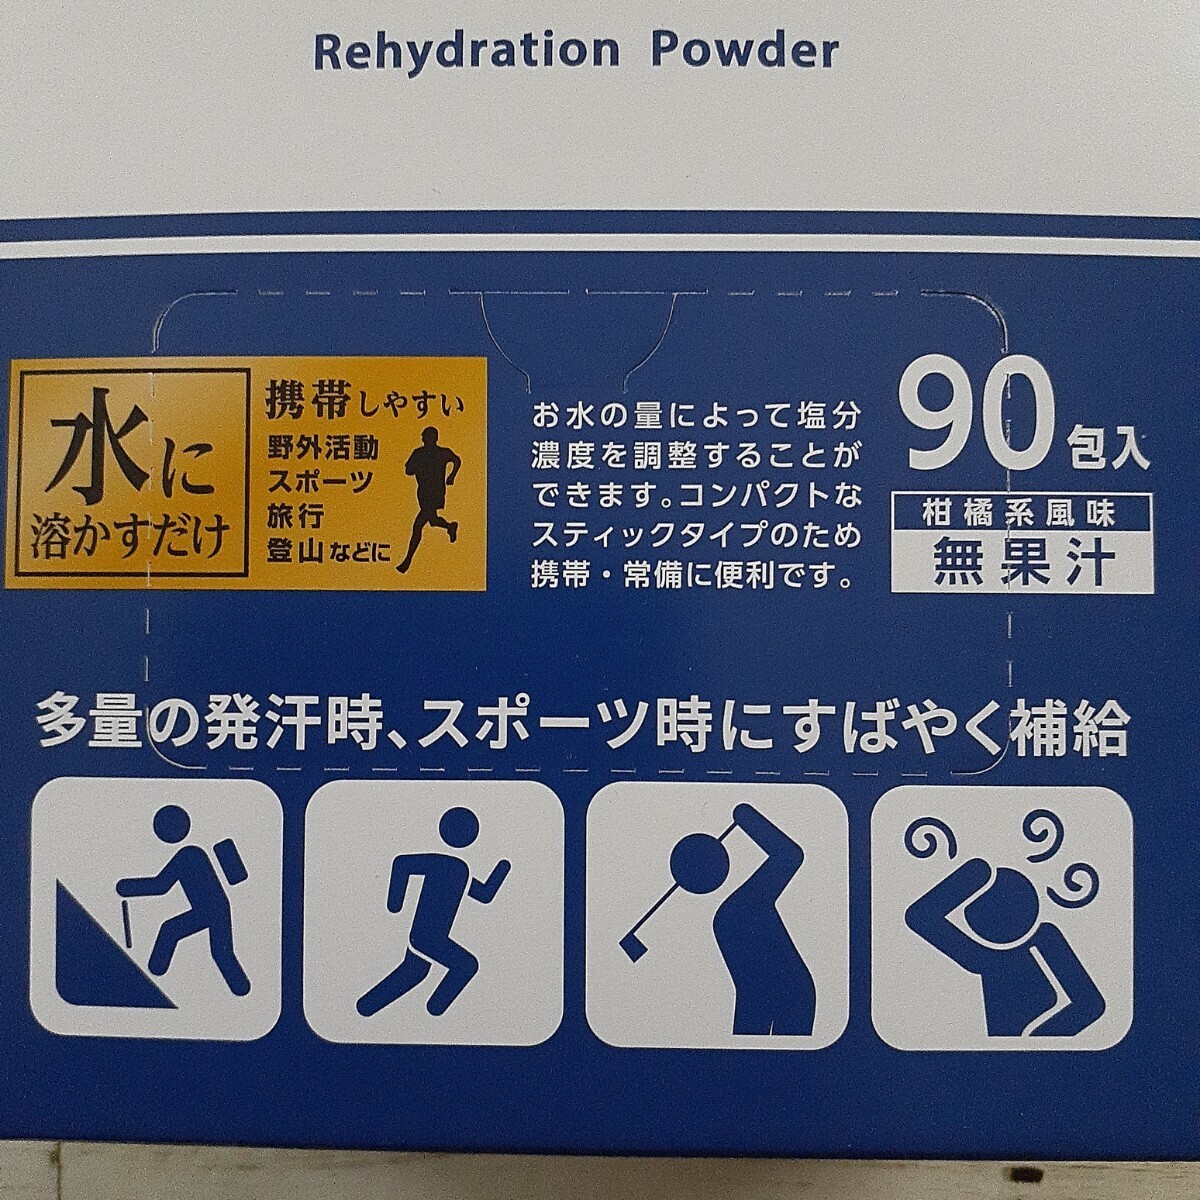 Rehydration Powder
水に
溶かすだけ
携帯しやすい
野外活動
スポーツ
旅行
登山などに
お水の量によって塩分
濃度を調整することが
できます。コンパクトな
スティックタイプのため
携帯・常備に便利です。
90包入
柑橘系風味
無果汁
多量の発汗時、スポーツ時にすばやく補給